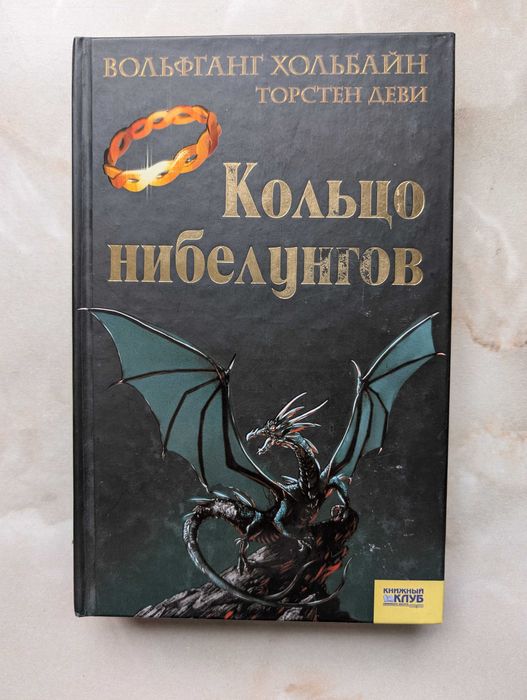 ВОЛЬФГАНГ ХОЛЬБАЙН
ТОРСТЕН ДЕВИ
Кольцо
нибелунгов
КНИЖНЫЙ
КЛУБ